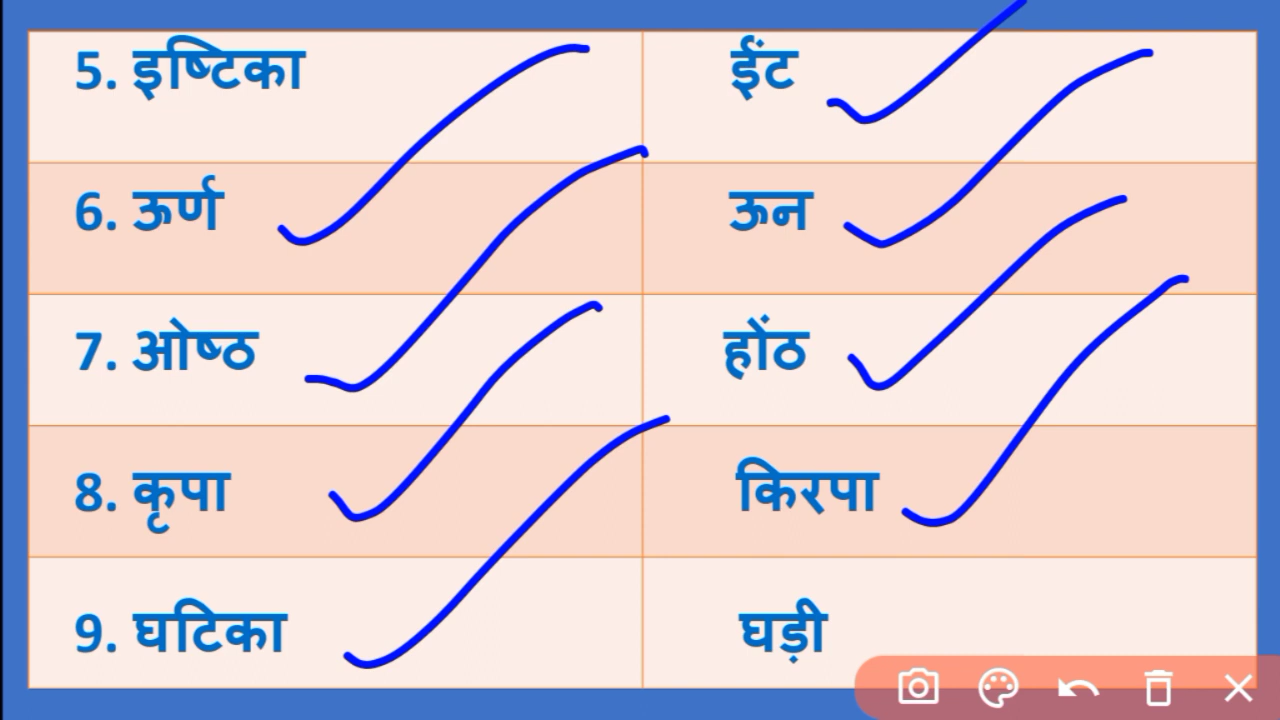 5. इष्टिका ईंट
6. ऊर्ण ऊन
7. ओष्ठ होंठ
8. कृपा किरपा
9. घटिका घड़ी